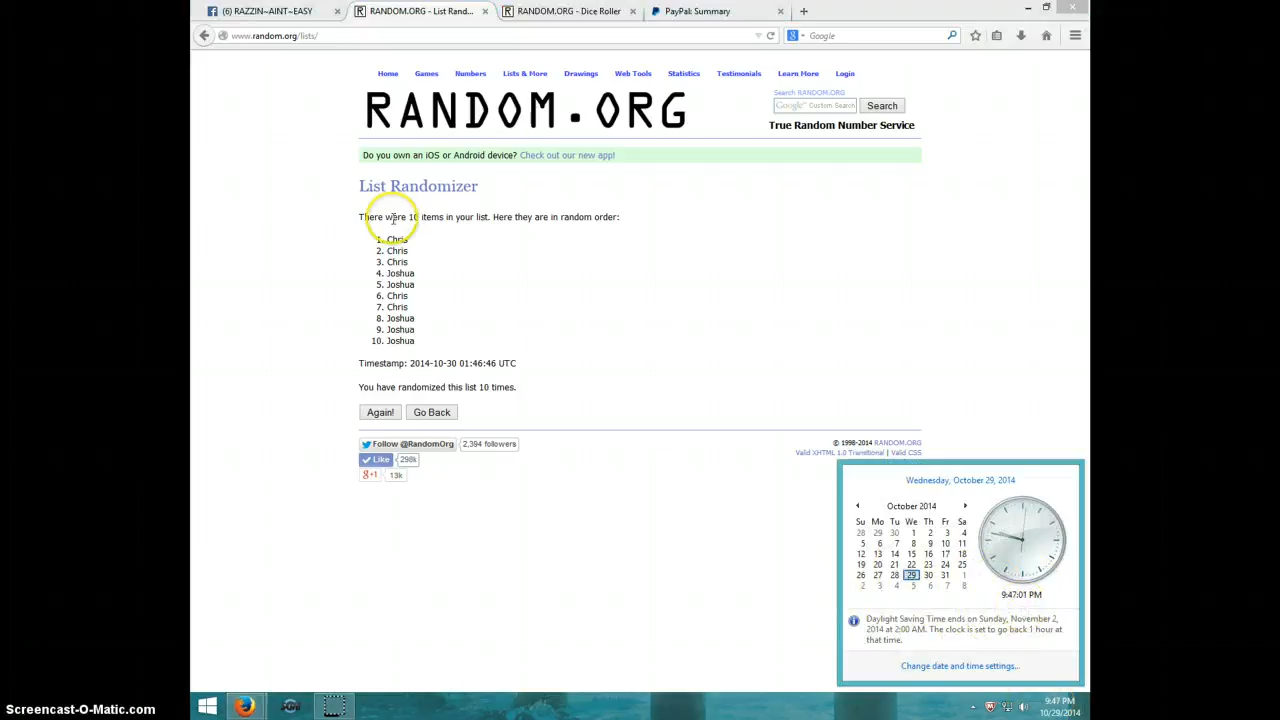 (6) RAZZIN~AINT~EASY
RANDOM.ORG - List Rand...
RANDOM.ORG - Dice Roller
PayPal: Summary
www.random.org/lists/
Google
Home Games Numbers Lists & More Drawings Web Tools Statistics Testimonials Learn More Login
RANDOM.ORG
Search RANDOM.ORG
Google™ Custom Search
Search
True Random Number Service
Do you own an iOS or Android device? Check out our new app!
List Randomizer
There were 10 items in your list. Here they are in random order:
1. Chris
2. Chris
3. Chris
4. Joshua
5. Joshua
6. Chris
7. Chris
8. Joshua
9. Joshua
10. Joshua
Timestamp: 2014-10-30 01:46:46 UTC
You have randomized this list 10 times.
Again! Go Back
Follow @RandomOrg 2,394 followers
Like 298k
g+1 13k
© 1998-2014 RANDOM.ORG
Valid XHTML 1.0 Transitional | Valid CSS
Wednesday, October 29, 2014
October 2014
Su Mo Tu We Th Fr Sa
28 29 30 1 2 3 4
5 6 7 8 9 10 11
12 13 14 15 16 17 18
19 20 21 22 23 24 25
26 27 28 29 30 31 1
2 3 4 5 6 7 8
9:47:01 PM
Daylight Saving Time ends on Sunday, November 2,
2014 at 2:00 AM. The clock is set to go back 1 hour at
that time.
Change date and time settings...
9:47 PM
10/29/2014
Screencast-O-Matic.com